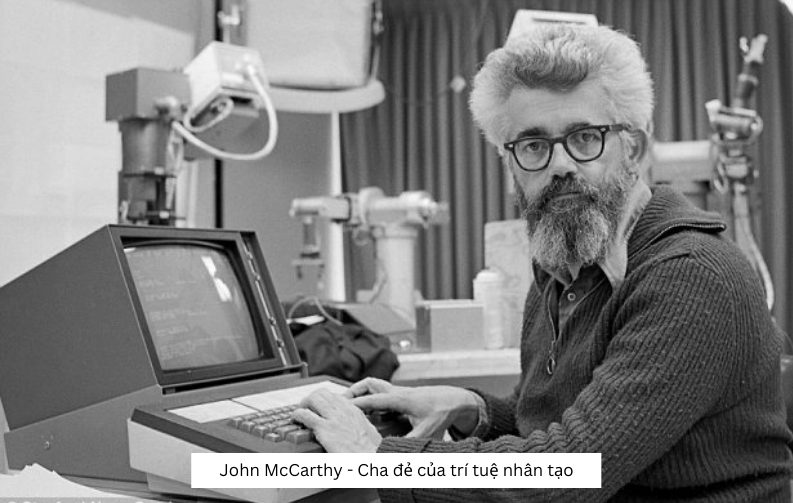 John McCarthy - Cha đẻ của trí tuệ nhân tạo